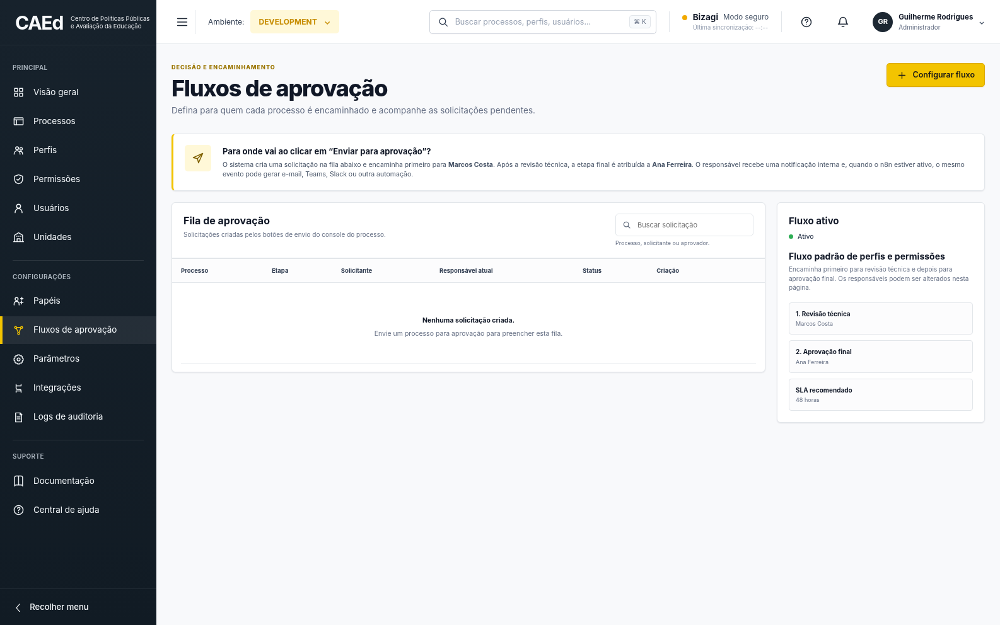 CAEd
Centro de Políticas Públicas
e Avaliação da Educação
PRINCIPAL
Visão geral
Processos
Perfis
Permissões
Usuários
Unidades
CONFIGURAÇÕES
Papéis
Fluxos de aprovação
Parâmetros
Integrações
Logs de auditoria
SUPORTE
Documentação
Central de ajuda
Recolher menu
Ambiente:
DEVELOPMENT
Buscar processos, perfis, usuários...
⌘ K
Bizagi Modo seguro
Última sincronização: --:--
GR
Guilherme Rodrigues
Administrador
DECISÃO E ENCAMINHAMENTO
Fluxos de aprovação
Defina para quem cada processo é encaminhado e acompanhe as solicitações pendentes.
Configurar fluxo
Para onde vai ao clicar em “Enviar para aprovação”?
O sistema cria uma solicitação na fila abaixo e encaminha primeiro para Marcos Costa. Após a revisão técnica, a etapa final é atribuída a Ana Ferreira. O responsável recebe uma notificação interna e, quando o n8n estiver ativo, o mesmo
evento pode gerar e-mail, Teams, Slack ou outra automação.
Fila de aprovação
Solicitações criadas pelos botões de envio do console do processo.
Buscar solicitação
Processo, solicitante ou aprovador.
Processo Etapa Solicitante Responsável atual Status Criação
Nenhuma solicitação criada.
Envie um processo para aprovação para preencher esta fila.
Fluxo ativo
Ativo
Fluxo padrão de perfis e permissões
Encaminha primeiro para revisão técnica e depois para
aprovação final. Os responsáveis podem ser alterados nesta
página.
1. Revisão técnica
Marcos Costa
2. Aprovação final
Ana Ferreira
SLA recomendado
48 horas